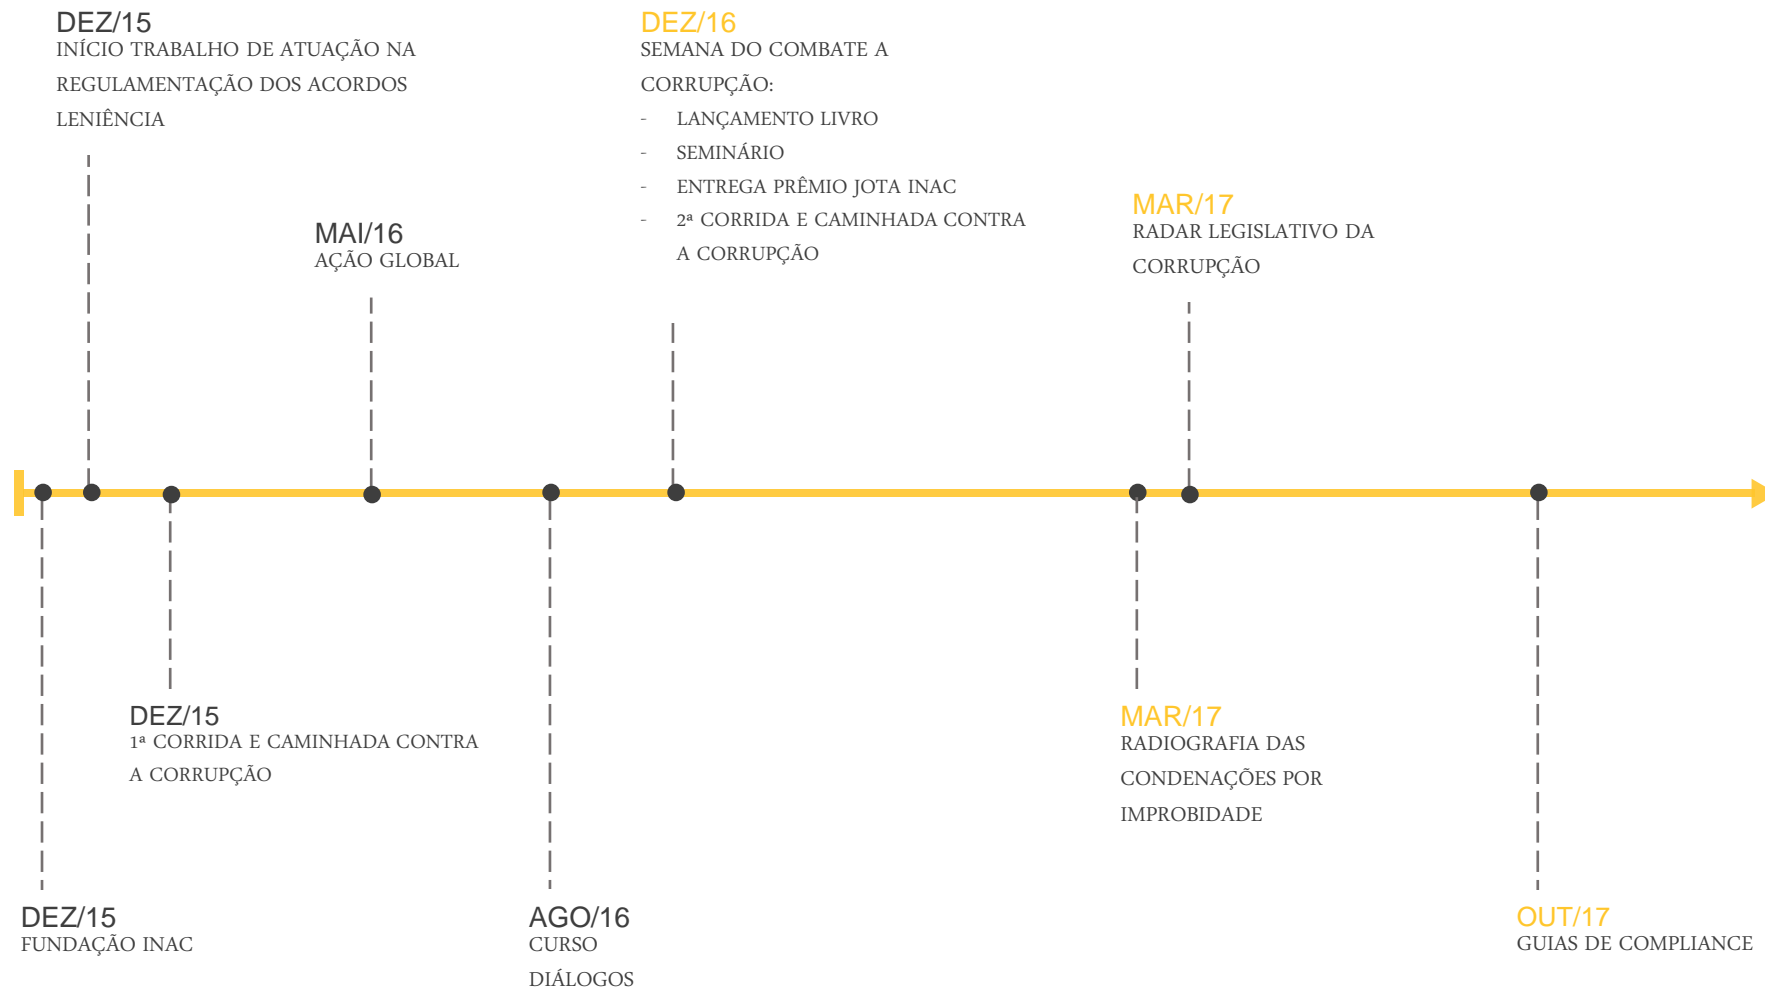 DEZ/15
INÍCIO TRABALHO DE ATUAÇÃO NA
REGULAMENTAÇÃO DOS ACORDOS
LENIÊNCIA
DEZ/16
SEMANA DO COMBATE A
CORRUPÇÃO:
- LANÇAMENTO LIVRO
- SEMINÁRIO
- ENTREGA PRÊMIO JOTA INAC
- 2ª CORRIDA E CAMINHADA CONTRA
A CORRUPÇÃO
MAI/16
AÇÃO GLOBAL
MAR/17
RADAR LEGISLATIVO DA
CORRUPÇÃO
DEZ/15
1ª CORRIDA E CAMINHADA CONTRA
A CORRUPÇÃO
MAR/17
RADIOGRAFIA DAS
CONDENAÇÕES POR
IMPROBIDADE
DEZ/15
FUNDAÇÃO INAC
AGO/16
CURSO
DIÁLOGOS
OUT/17
GUIAS DE COMPLIANCE